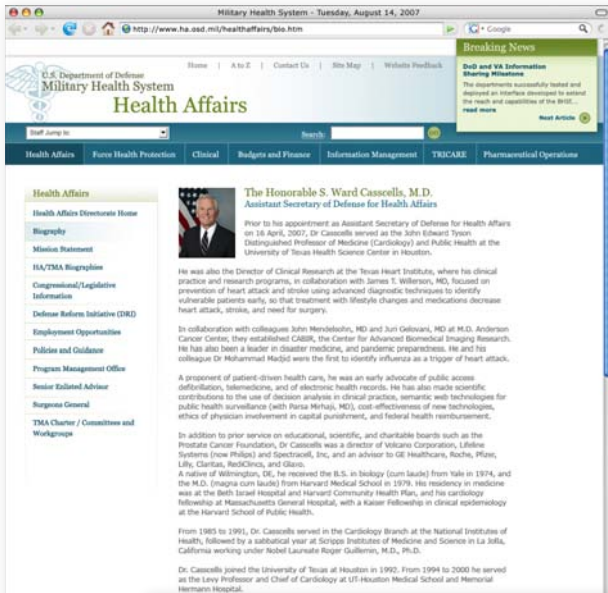 Military Health System - Tuesday, August 14, 2007
http://www.ha.osd.mil/healthaffairs/bio.htm
Google
Home | A to Z | Contact Us | Site Map | Website Feedback
U.S. Department of Defense
Military Health System
Health Affairs
Breaking News
DoD and VA Information
Sharing Milestone
The departments successfully tested and
deployed an interface developed to extend
the reach and capabilities of the BHIE...
read more
Next Article
Staff Jump to:
Search:
GO
Health Affairs Force Health Protection Clinical Budgets and Finance Information Management TRICARE Pharmaceutical Operations
Health Affairs
Health Affairs Directorate Home
Biography
Mission Statement
HA/TMA Biographies
Congressional/Legislative
Information
Defense Reform Initiative (DRI)
Employment Opportunities
Policies and Guidance
Program Management Office
Senior Enlisted Advisor
Surgeons General
TMA Charter / Committees and
Workgroups
The Honorable S. Ward Casscells, M.D.
Assistant Secretary of Defense for Health Affairs
Prior to his appointment as Assistant Secretary of Defense for Health Affairs
on 16 April, 2007, Dr Casscells served as the John Edward Tyson
Distinguished Professor of Medicine (Cardiology) and Public Health at the
University of Texas Health Science Center in Houston.
He was also the Director of Clinical Research at the Texas Heart Institute, where his clinical
practice and research programs, in collaboration with James T. Willerson, MD, focused on
prevention of heart attack and stroke using advanced diagnostic techniques to identify
vulnerable patients early, so that treatment with lifestyle changes and medications decrease
heart attack, stroke, and need for surgery.
In collaboration with colleagues John Mendelsohn, MD and Juri Gelovani, MD at M.D. Anderson
Cancer Center, they established CABIR, the Center for Advanced Biomedical Imaging Research.
He has also been a leader in disaster medicine, and pandemic preparedness. He and his
colleague Dr Mohammad Madjid were the first to identify influenza as a trigger of heart attack.
A proponent of patient-driven health care, he was an early advocate of public access
defibrillation, telemedicine, and of electronic health records. He has also made scientific
contributions to the use of decision analysis in clinical practice, semantic web technologies for
public health surveillance (with Parsa Mirhaji, MD), cost-effectiveness of new technologies,
ethics of physician involvement in capital punishment, and federal health reimbursement.
In addition to prior service on educational, scientific, and charitable boards such as the
Prostate Cancer Foundation, Dr Casscells was a director of Volcano Corporation, Lifeline
Systems (now Philips) and Spectracell, Inc, and an advisor to GE Healthcare, Roche, Pfizer,
Lilly, Claritas, RediClinics, and Glaxo.
A native of Wilmington, DE, he received the B.S. in biology (cum laude) from Yale in 1974, and
the M.D. (magna cum laude) from Harvard Medical School in 1979. His residency in medicine
was at the Beth Israel Hospital and Harvard Community Health Plan, and his cardiology
fellowship at Massachusetts General Hospital, with a Kaiser Fellowship in clinical epidemiology
at the Harvard School of Public Health.
From 1985 to 1991, Dr. Casscells served in the Cardiology Branch at the National Institutes of
Health, followed by a sabbatical year at Scripps Institutes of Medicine and Science in La Jolla,
California working under Nobel Laureate Roger Guillemin, M.D., Ph.D.
Dr. Casscells joined the University of Texas at Houston in 1992. From 1994 to 2000 he served
as the Levy Professor and Chief of Cardiology at UT-Houston Medical School and Memorial
Hermann Hospital.